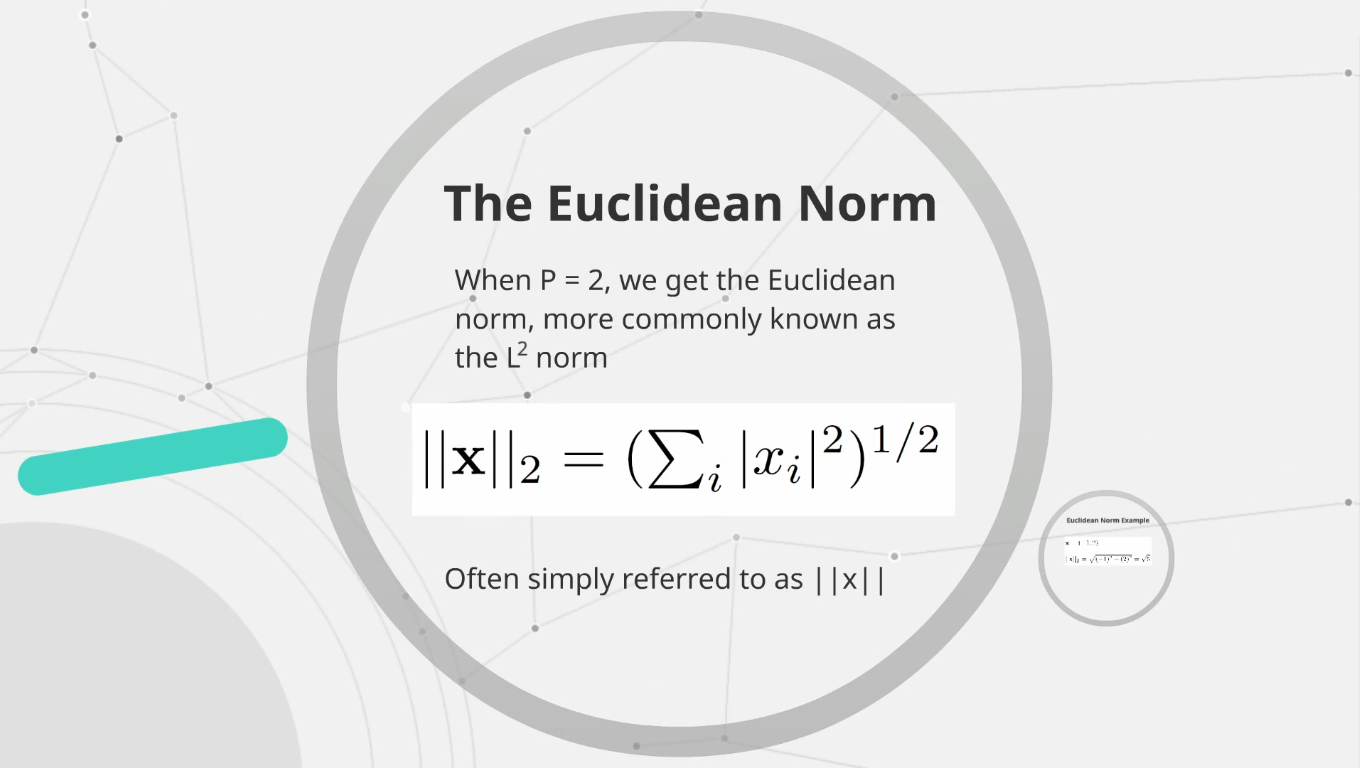 The Euclidean Norm
When P = 2, we get the Euclidean
norm, more commonly known as
the L² norm
||x||₂ = (∑ᵢ |xᵢ|²)^{1/2}
Often simply referred to as ||x||
Euclidean Norm Example